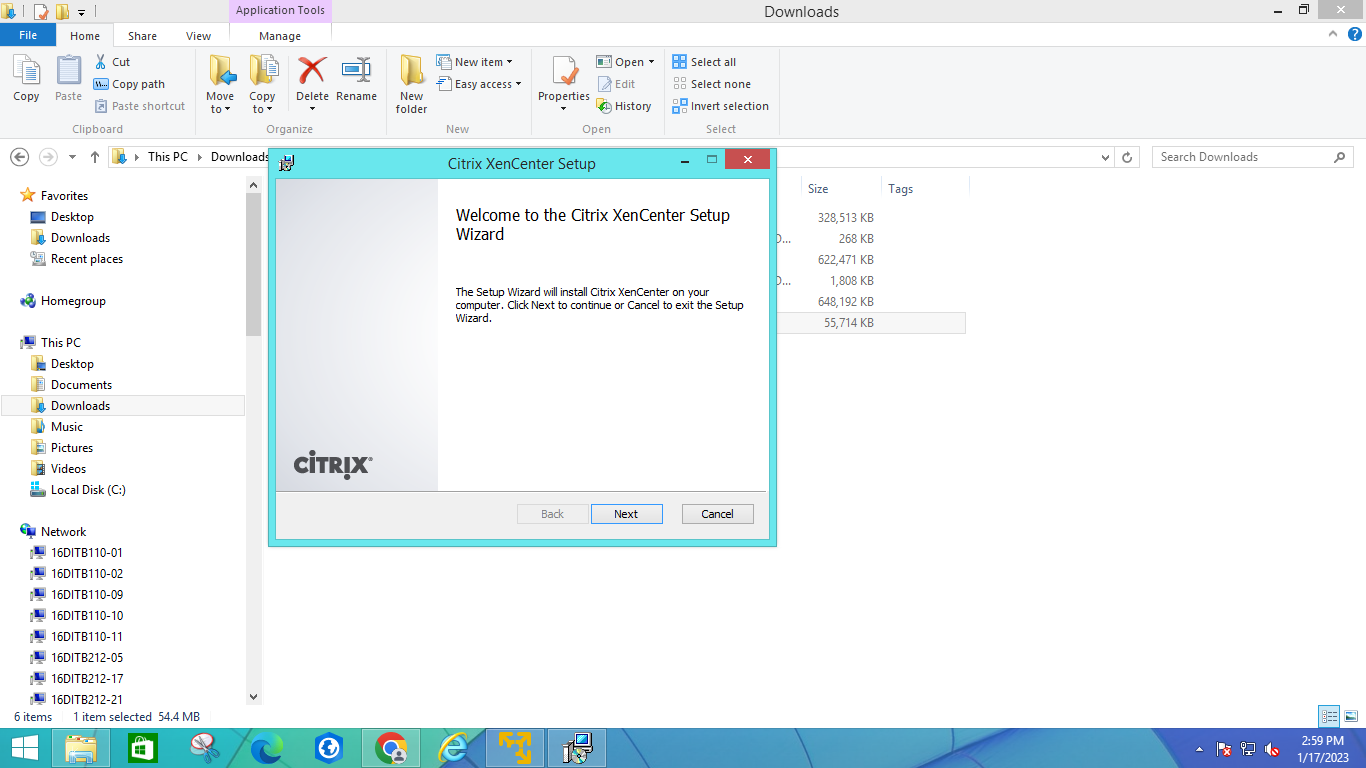 Application Tools
Downloads
File
Home
Share
View
Manage
Copy
Paste
Cut
Copy path
Paste shortcut
Clipboard
Move to
Copy to
Delete
Rename
Organize
New folder
New item
Easy access
New
Properties
Open
Edit
History
Open
Select all
Select none
Invert selection
Select
This PC
Downloads
Search Downloads
Favorites
Desktop
Downloads
Recent places
Homegroup
This PC
Desktop
Documents
Downloads
Music
Pictures
Videos
Local Disk (C:)
Network
16DITB110-01
16DITB110-02
16DITB110-09
16DITB110-10
16DITB110-11
16DITB212-05
16DITB212-17
16DITB212-21
Citrix XenCenter Setup
Welcome to the Citrix XenCenter Setup
Wizard
The Setup Wizard will install Citrix XenCenter on your
computer. Click Next to continue or Cancel to exit the Setup
Wizard.
CITRIX®
Back
Next
Cancel
Size
Tags
328,513 KB
268 KB
622,471 KB
1,808 KB
648,192 KB
55,714 KB
6 items
1 item selected 54.4 MB
2:59 PM
1/17/2023